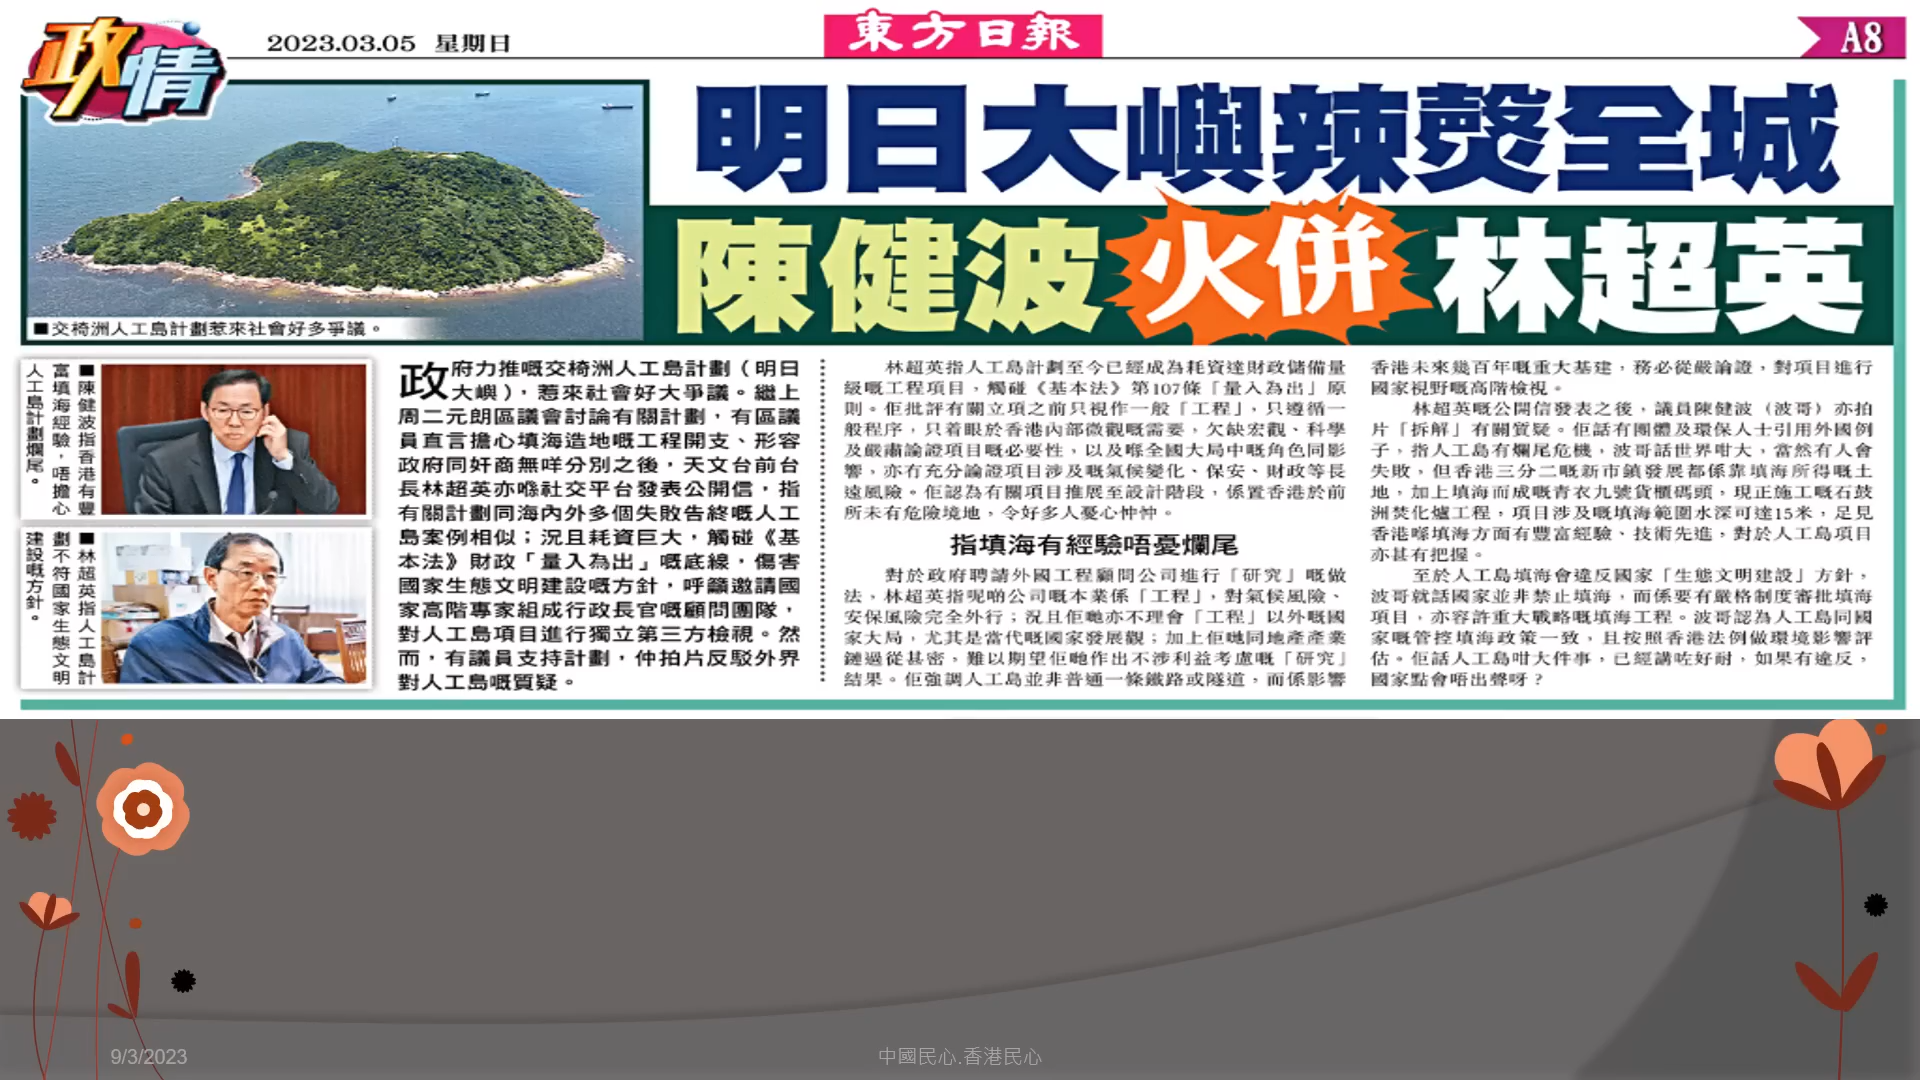 政情
2023.03.05 星期日
東方日報
A8
明日大嶼辣㷫全城
陳健波火併林超英
■交椅洲人工島計劃惹來社會好多爭議。
■陳健波指香港有豐
富填海經驗，唔擔心
人工島計劃爛尾。
■林超英指人工島計
劃不符國家生態文明
建設嘅方針。
政府力推嘅交椅洲人工島計劃（明日
大嶼），惹來社會好大爭議。繼上
周二元朗區議會討論有關計劃，有區議
員直言擔心填海造地嘅工程開支、形容
政府同奸商無咩分別之後，天文台前台
長林超英亦喺社交平台發表公開信，指
有關計劃同海內外多個失敗告終嘅人工
島案例相似；況且耗資巨大，觸碰《基
本法》財政「量入為出」嘅底線，傷害
國家生態文明建設嘅方針，呼籲邀請國
家高階專家組成行政長官嘅顧問團隊，
對人工島項目進行獨立第三方檢視。然
而，有議員支持計劃，仲拍片反駁外界
對人工島嘅質疑。
林超英指人工島計劃至今已經成為耗資達財政儲備量
級嘅工程項目，觸碰《基本法》第107條「量入為出」原
則。佢批評有關立項之前只視作一般「工程」，只遵循一
般程序，只着眼於香港內部微觀嘅需要，欠缺宏觀、科學
及嚴肅論證項目嘅必要性，以及喺全國大局中嘅角色同影
響，亦有充分論證項目涉及嘅氣候變化、保安、財政等長
遠風險。佢認為有關項目推展至設計階段，係置香港於前
所未有危險境地，令好多人憂心忡忡。
指填海有經驗唔憂爛尾
對於政府聘請外國工程顧問公司進行「研究」嘅做
法，林超英指呢啲公司嘅本業係「工程」，對氣候風險、
安保風險完全外行；況且佢哋亦不理會「工程」以外嘅國
家大局，尤其是當代嘅國家發展觀；加上佢哋同地產產業
鏈過從甚密，難以期望佢哋作出不涉利益考慮嘅「研究」
結果。佢強調人工島並非普通一條鐵路或隧道，而係影響
香港未來幾百年嘅重大基建，務必從嚴論證，對項目進行
國家視野嘅高階檢視。
林超英嘅公開信發表之後，議員陳健波（波哥）亦拍
片「拆解」有關質疑。佢話有團體及環保人士引用外國例
子，指人工島有爛尾危機，波哥話世界咁大，當然有人會
失敗，但香港三分二嘅新市鎮發展都係靠填海所得嘅土
地，加上填海而成嘅青衣九號貨櫃碼頭，現正施工嘅石鼓
洲焚化爐工程，項目涉及嘅填海範圍水深可達15米，足見
香港喺填海方面有豐富經驗、技術先進，對於人工島項目
亦甚有把握。
至於人工島填海會違反國家「生態文明建設」方針，
波哥就話國家並非禁止填海，而係要有嚴格制度審批填海
項目，亦容許重大戰略嘅填海工程。波哥認為人工島同國
家嘅管控填海政策一致，且按照香港法例做環境影響評
估。佢話人工島咁大件事，已經講咗好耐，如果有違反，
國家點會唔出聲呀？
9/3/2023
中國民心.香港民心